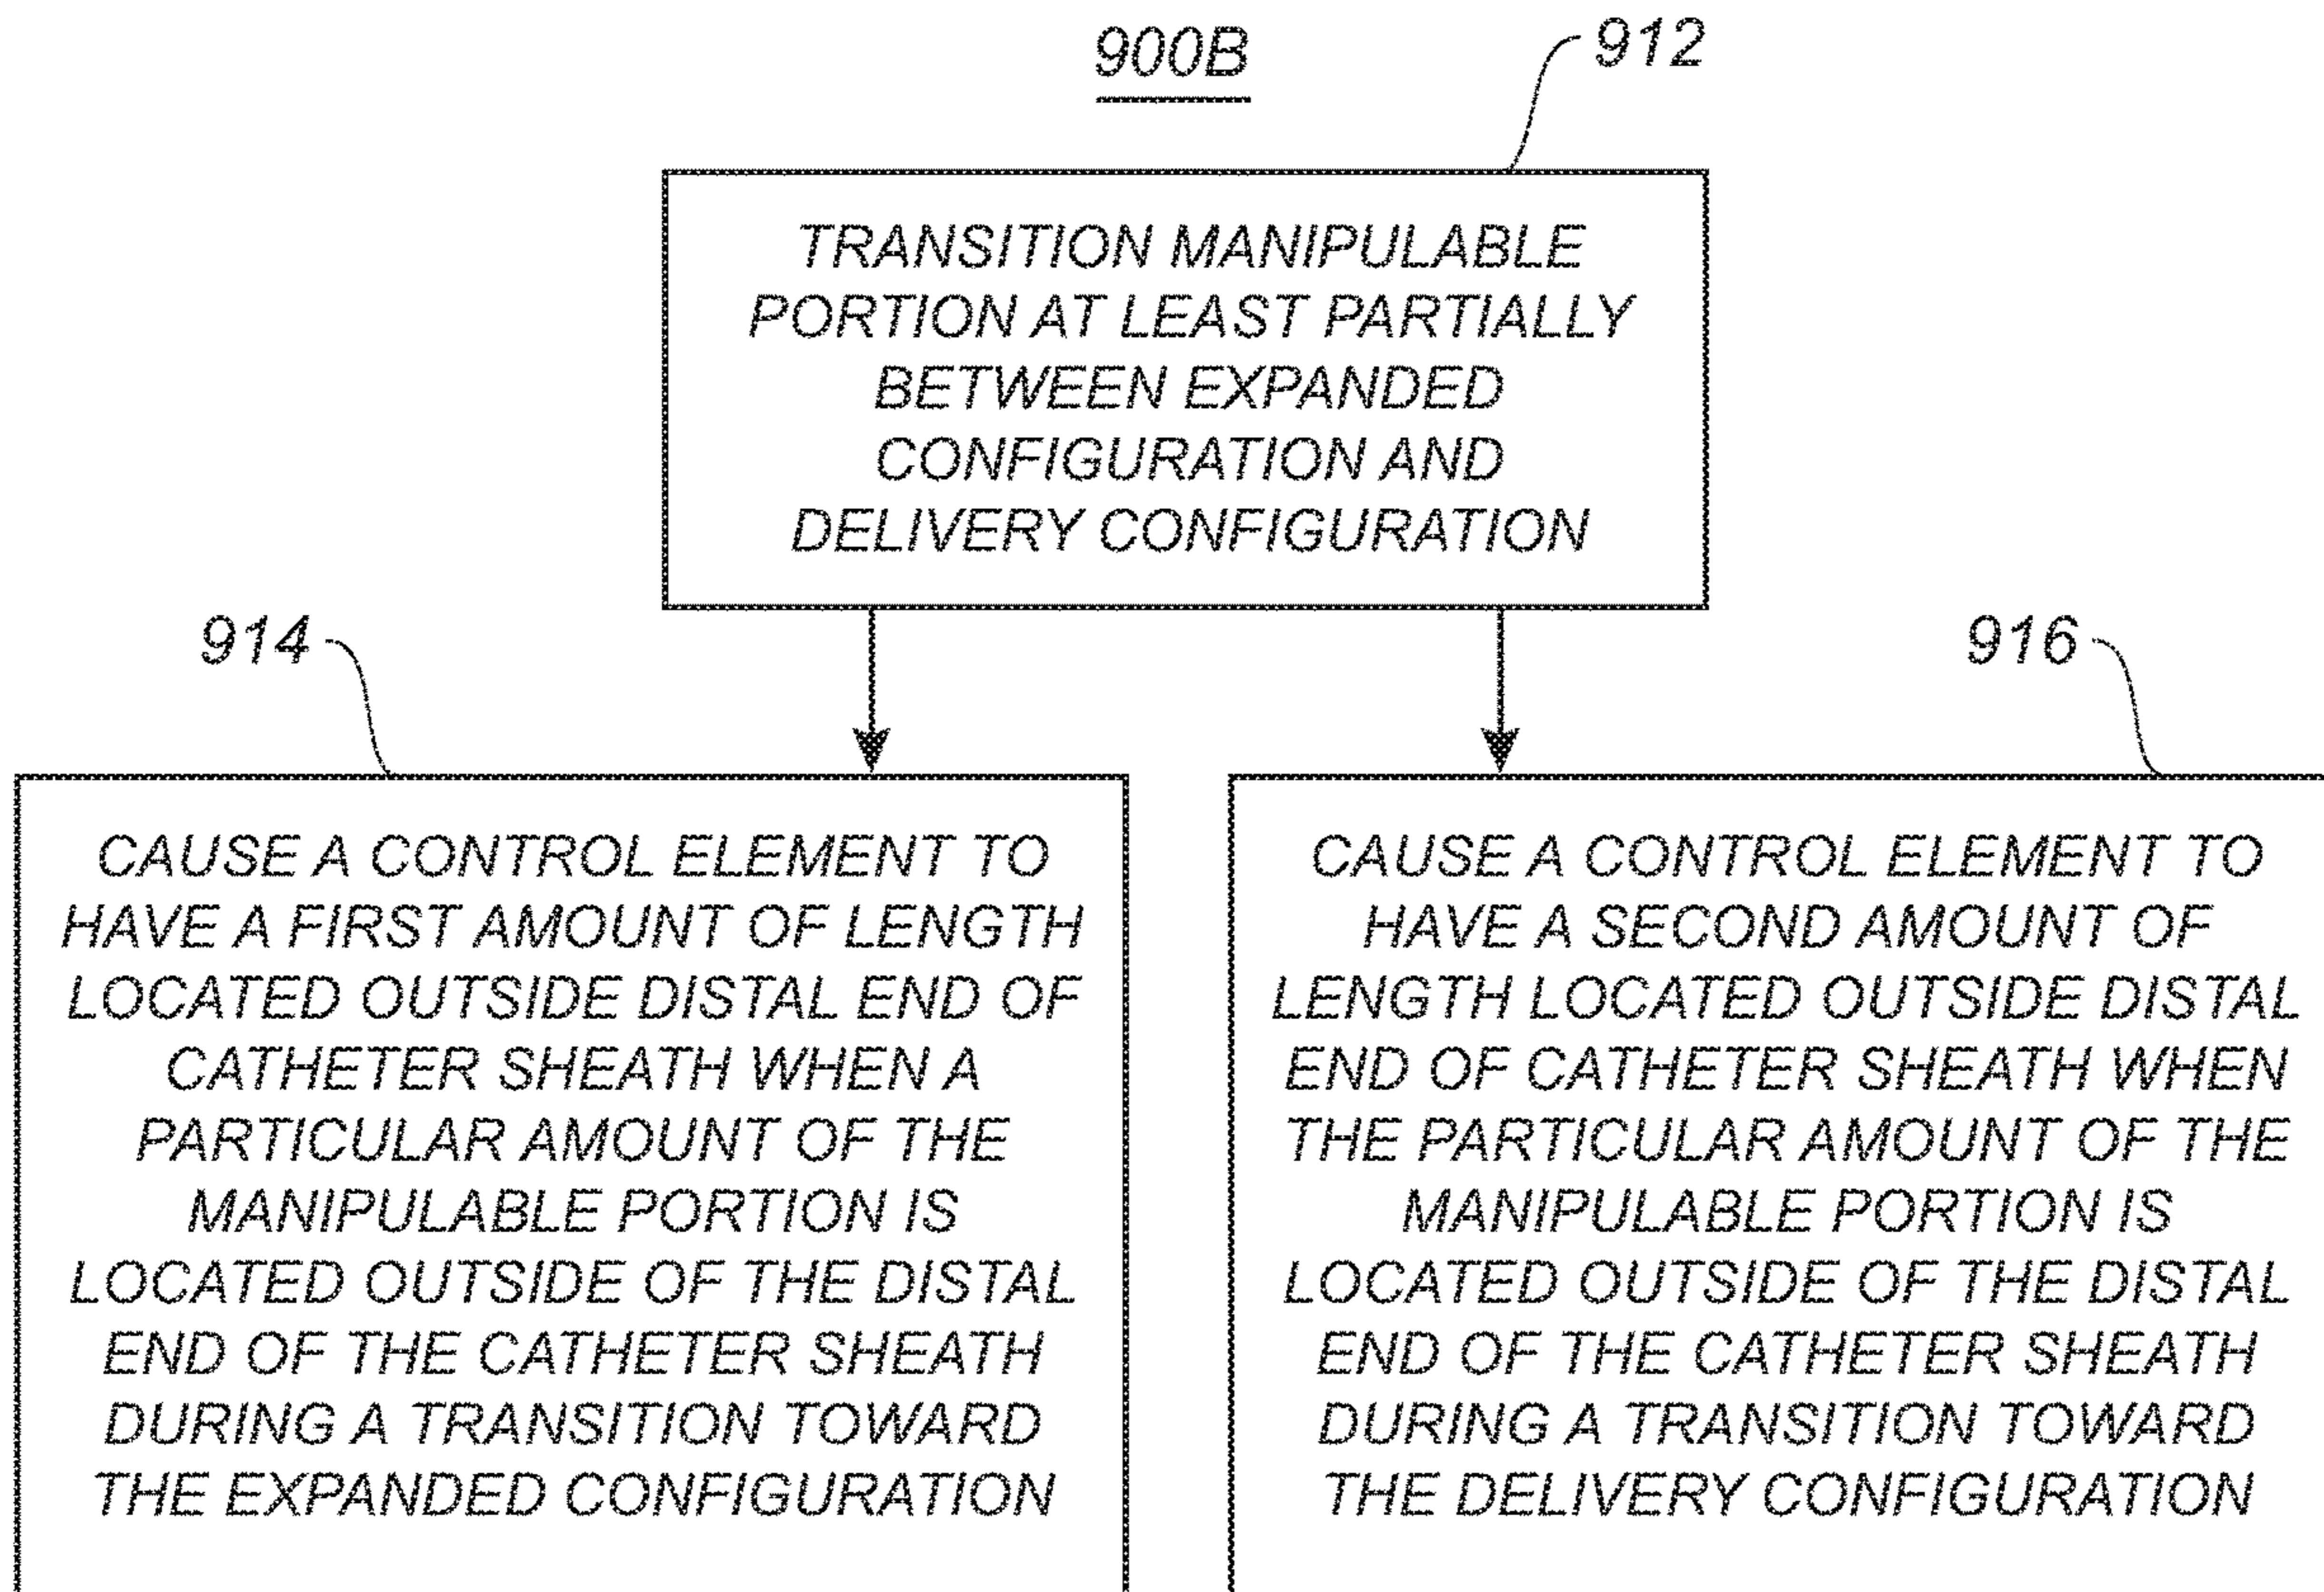 900B
912
TRANSITION MANIPULABLE
PORTION AT LEAST PARTIALLY
BETWEEN EXPANDED
CONFIGURATION AND
DELIVERY CONFIGURATION
914
CAUSE A CONTROL ELEMENT TO
HAVE A FIRST AMOUNT OF LENGTH
LOCATED OUTSIDE DISTAL END OF
CATHETER SHEATH WHEN A
PARTICULAR AMOUNT OF THE
MANIPULABLE PORTION IS
LOCATED OUTSIDE OF THE DISTAL
END OF THE CATHETER SHEATH
DURING A TRANSITION TOWARD
THE EXPANDED CONFIGURATION
916
CAUSE A CONTROL ELEMENT TO
HAVE A SECOND AMOUNT OF
LENGTH LOCATED OUTSIDE DISTAL
END OF CATHETER SHEATH WHEN
THE PARTICULAR AMOUNT OF THE
MANIPULABLE PORTION IS
LOCATED OUTSIDE OF THE DISTAL
END OF THE CATHETER SHEATH
DURING A TRANSITION TOWARD
THE DELIVERY CONFIGURATION